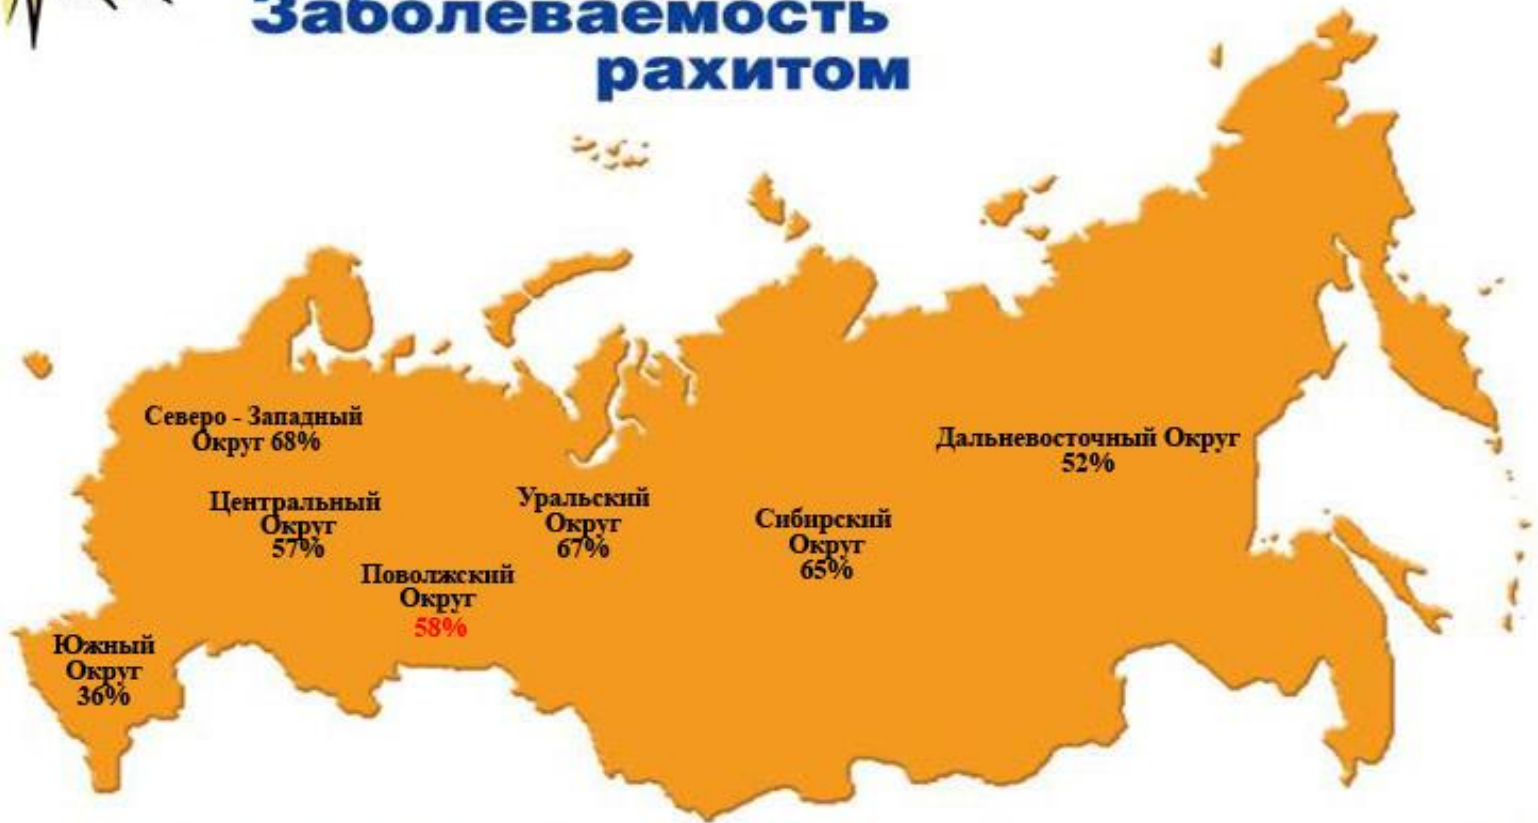 Заболеваемость
рахитом
Северо - Западный
Округ 68%
Центральный
Округ
57%
Поволжский
Округ
58%
Уральский
Округ
67%
Сибирский
Округ
65%
Дальневосточный Округ
52%
Южный
Округ
36%